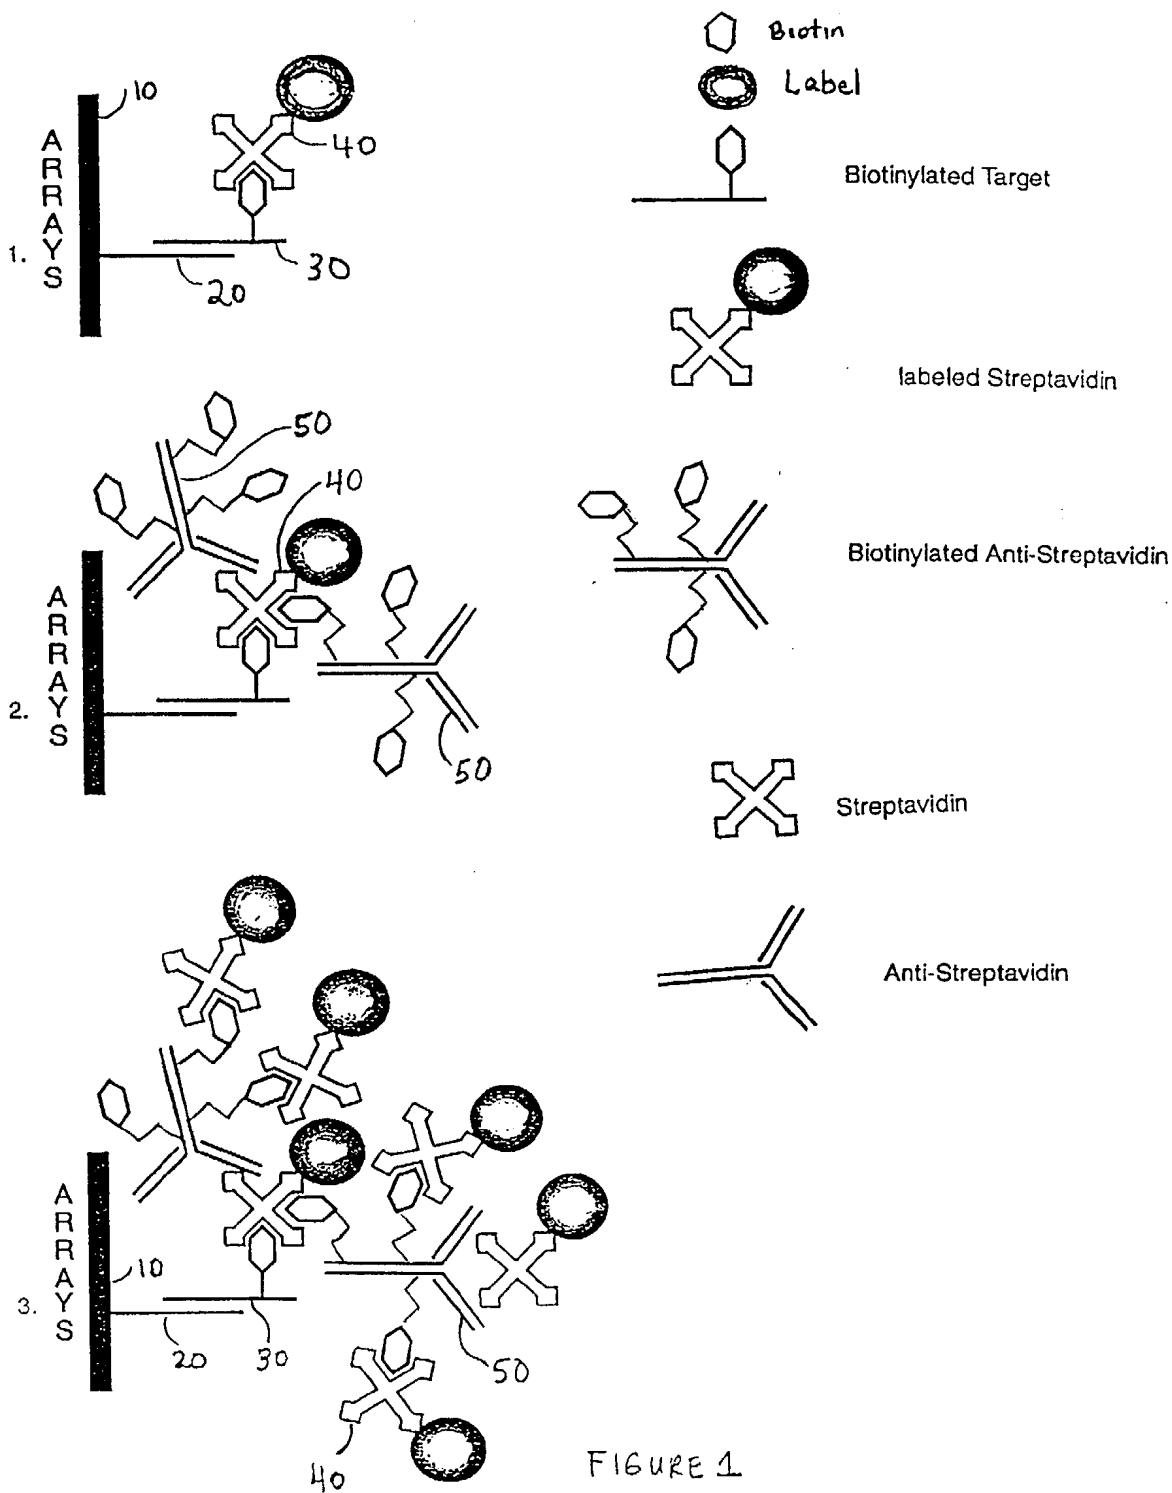 Biotin
Label
10
40
ARRAYS
1.
20
30
Biotinylated Target
labeled Streptavidin
50
40
ARRAYS
2.
50
Biotinylated Anti-Streptavidin
Streptavidin
Anti-Streptavidin
ARRAYS
3.
10
20
30
50
40
FIGURE 1